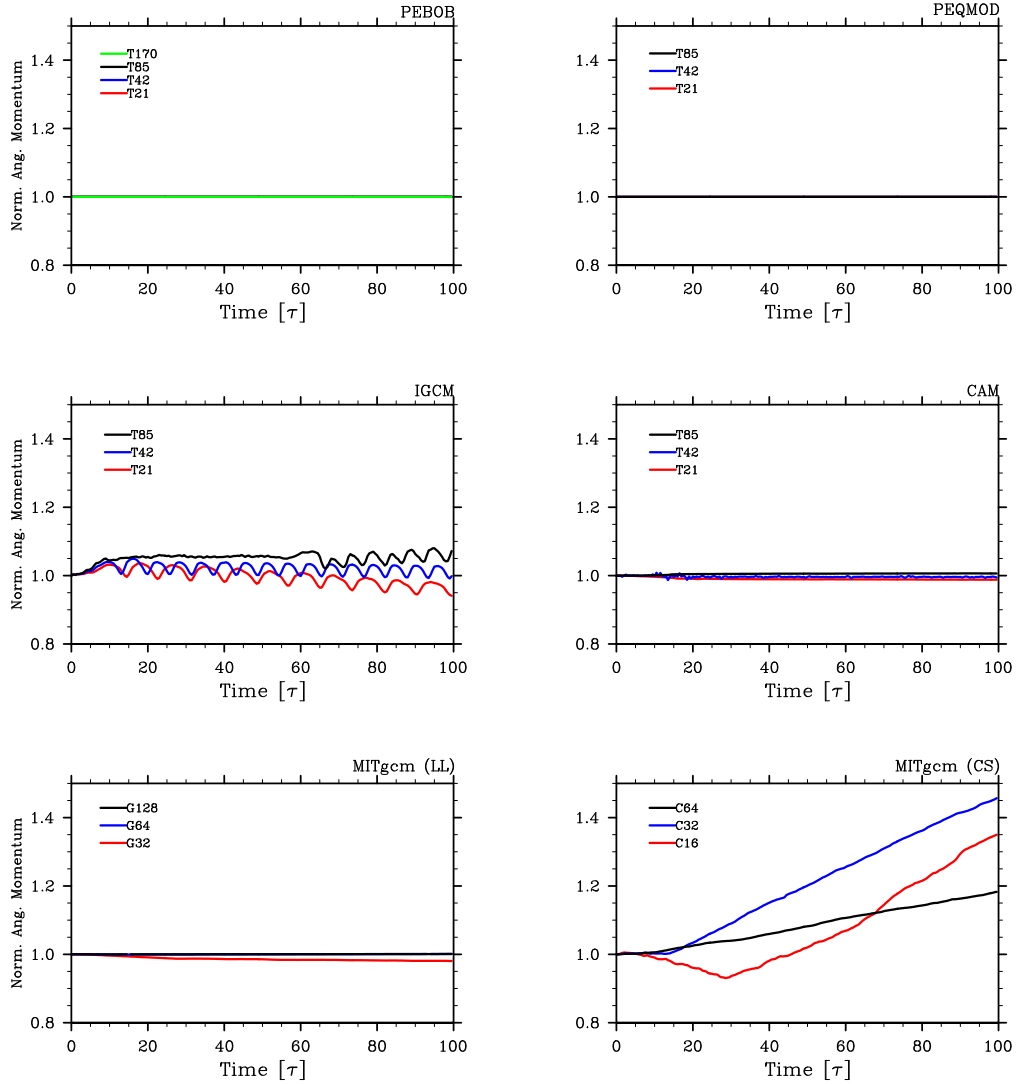 PEBOB
Norm. Ang. Momentum
1.4
1.2
1.0
0.8
T170
T85
T42
T21
0 20 40 60 80 100
Time [τ]
PEQMOD
1.4
1.2
1.0
0.8
T85
T42
T21
0 20 40 60 80 100
Time [τ]
IGCM
Norm. Ang. Momentum
1.4
1.2
1.0
0.8
T85
T42
T21
0 20 40 60 80 100
Time [τ]
CAM
1.4
1.2
1.0
0.8
T85
T42
T21
0 20 40 60 80 100
Time [τ]
MITgcm (LL)
Norm. Ang. Momentum
1.4
1.2
1.0
0.8
G128
G64
G32
0 20 40 60 80 100
Time [τ]
MITgcm (CS)
1.4
1.2
1.0
0.8
C64
C32
C16
0 20 40 60 80 100
Time [τ]